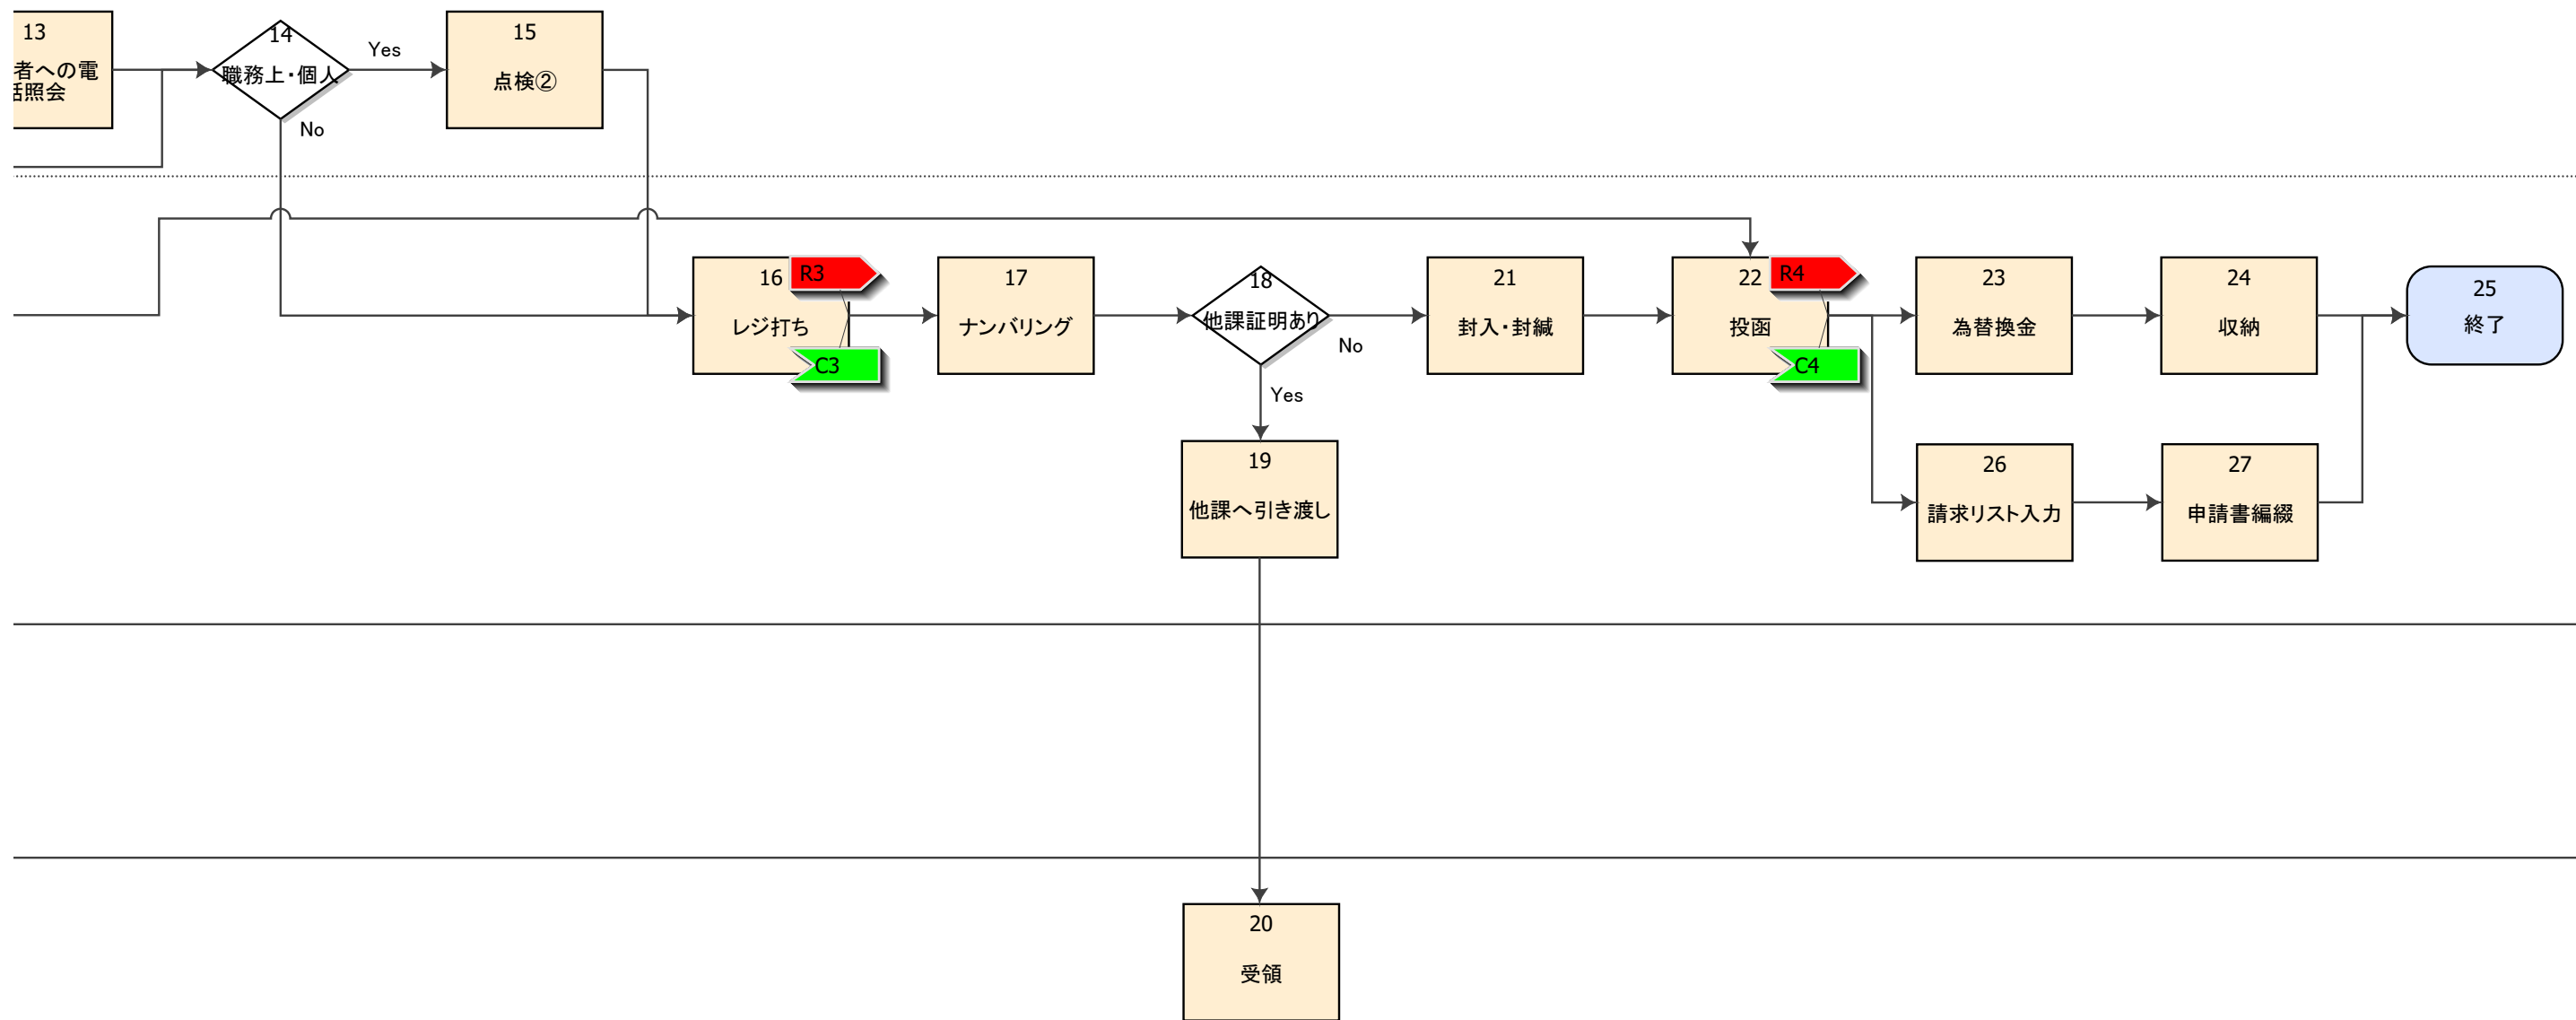 13
者への電
話照会
14
職務上・個人
Yes
No
15
点検②
16
レジ打ち
R3
C3
17
ナンバリング
18
他課証明あり
No
Yes
19
他課へ引き渡し
20
受領
21
封入・封緘
22
投函
R4
C4
23
為替換金
24
収納
25
終了
26
請求リスト入力
27
申請書編綴